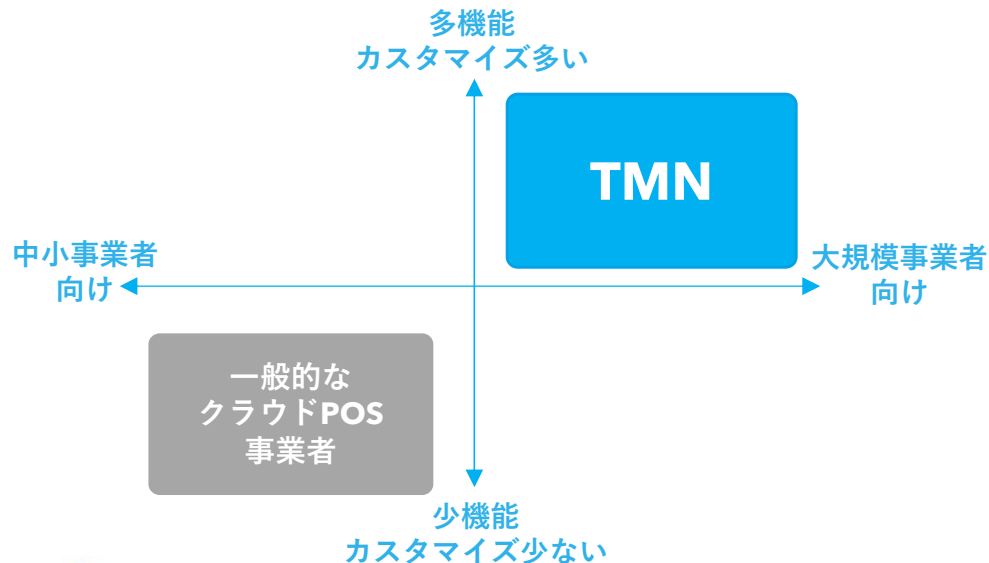 多機能
カスタマイズ多い
TMN
中小事業者
向け
大規模事業者
向け
一般的な
クラウドPOS
事業者
少機能
カスタマイズ少ない